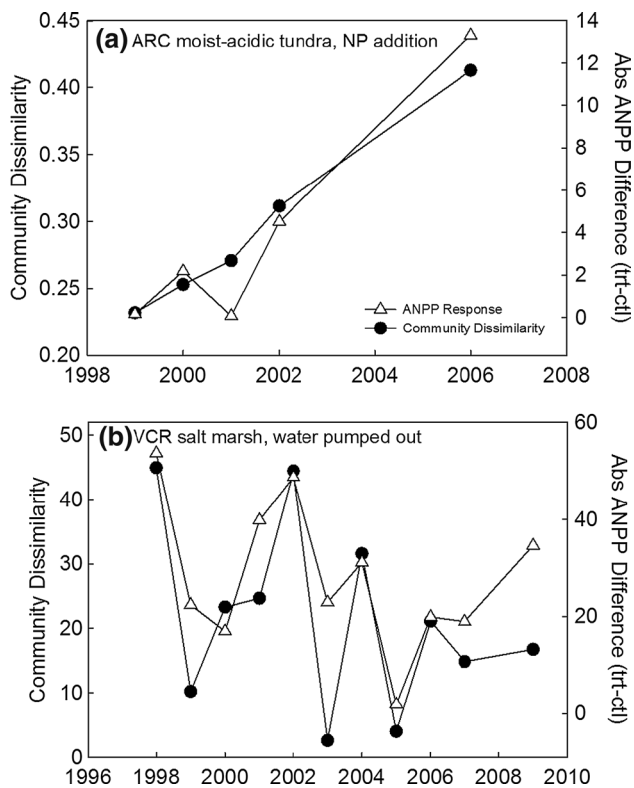 (a) ARC moist-acidic tundra, NP addition
Community Dissimilarity
0.45
0.40
0.35
0.30
0.25
0.20
14
12
10
8
6
4
2
0
Abs ANPP Difference (trt-ctl)
ANPP Response
Community Dissimilarity
1998 2000 2002 2004 2006 2008
(b) VCR salt marsh, water pumped out
Community Dissimilarity
50
40
30
20
10
0
60
40
20
0
Abs ANPP Difference (trt-ctl)
1996 1998 2000 2002 2004 2006 2008 2010